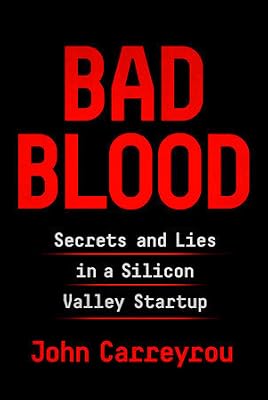 BAD
BLOOD
Secrets and Lies
in a Silicon
Valley Startup
John Carreyrou